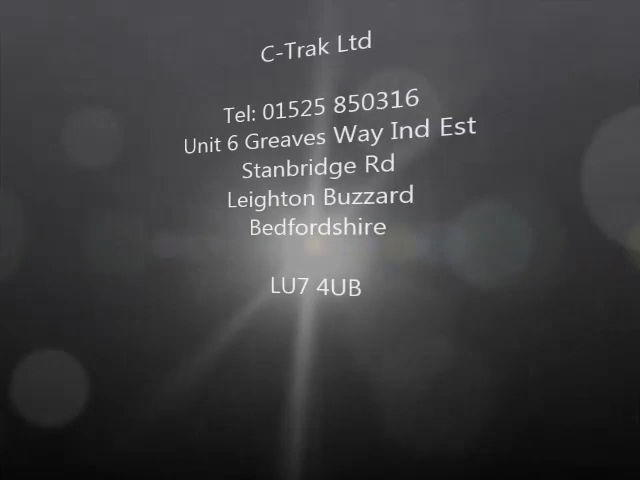 C-Trak Ltd
Tel: 01525 850316
Unit 6 Greaves Way Ind Est
Stanbridge Rd
Leighton Buzzard
Bedfordshire
LU7 4UB